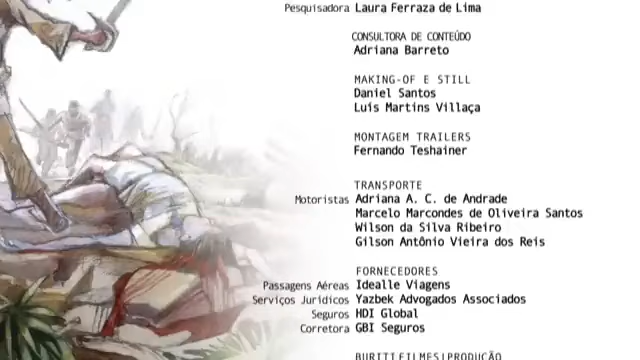 Pesquisadora Laura Ferraza de Lima
CONSULTORA DE CONTEÚDO
Adriana Barreto
MAKING-OF E STILL
Daniel Santos
Luís Martins Villaça
MONTAGEM TRAILERS
Fernando Teshainer
TRANSPORTE
Motoristas Adriana A. C. de Andrade
Marcelo Marcondes de Oliveira Santos
Wilson da Silva Ribeiro
Gilson Antônio Vieira dos Reis
FORNECEDORES
Passagens Aéreas Idealle Viagens
Serviços Jurídicos Yazbek Advogados Associados
Seguros HDI Global
Corretora GBI Seguros
BURITI FILMES | PRODUÇÃO